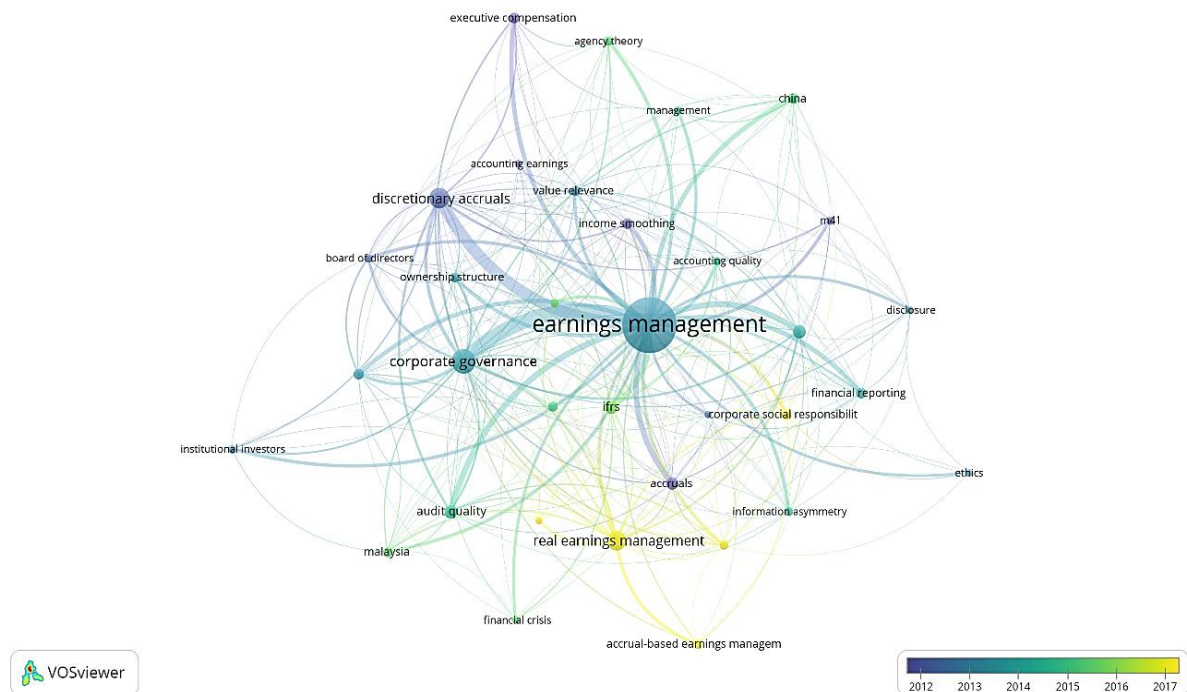 executive compensation
agency theory
china
management
accounting earnings
value relevance
discretionary accruals
income smoothing
m41
board of directors
accounting quality
ownership structure
disclosure
earnings management
corporate governance
financial reporting
ifrs
corporate social responsibilit
institutional investors
ethics
accruals
audit quality
information asymmetry
real earnings management
malaysia
financial crisis
accrual-based earnings managem
VOSviewer
2012 2013 2014 2015 2016 2017